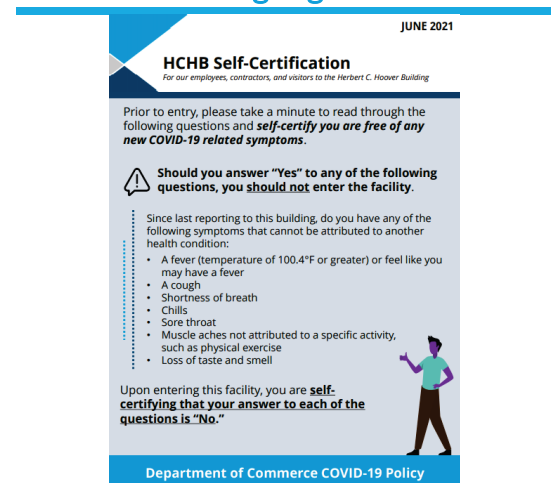 JUNE 2021
HCHB Self-Certification
For our employees, contractors, and visitors to the Herbert C. Hoover Building
Prior to entry, please take a minute to read through the
following questions and self-certify you are free of any
new COVID-19 related symptoms.
Should you answer “Yes” to any of the following
questions, you should not enter the facility.
Since last reporting to this building, do you have any of the
following symptoms that cannot be attributed to another
health condition:
• A fever (temperature of 100.4°F or greater) or feel like you
may have a fever
• A cough
• Shortness of breath
• Chills
• Sore throat
• Muscle aches not attributed to a specific activity,
such as physical exercise
• Loss of taste and smell
Upon entering this facility, you are self-
certifying that your answer to each of the
questions is “No.”
Department of Commerce COVID-19 Policy